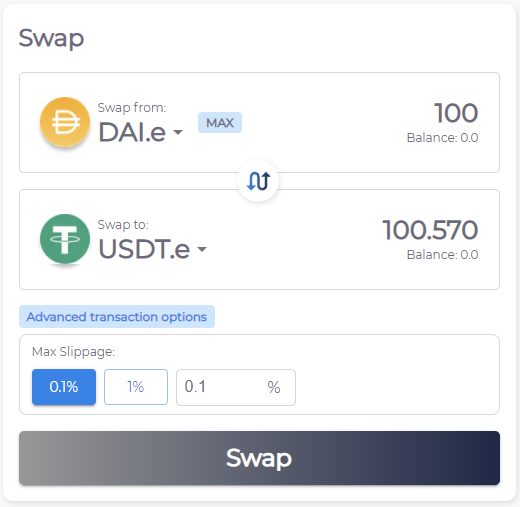 Swap
Swap from:
DAI.e
MAX
100
Balance: 0.0
Swap to:
USDT.e
100.570
Balance: 0.0
Advanced transaction options
Max Slippage:
0.1% 1% 0.1 %
Swap